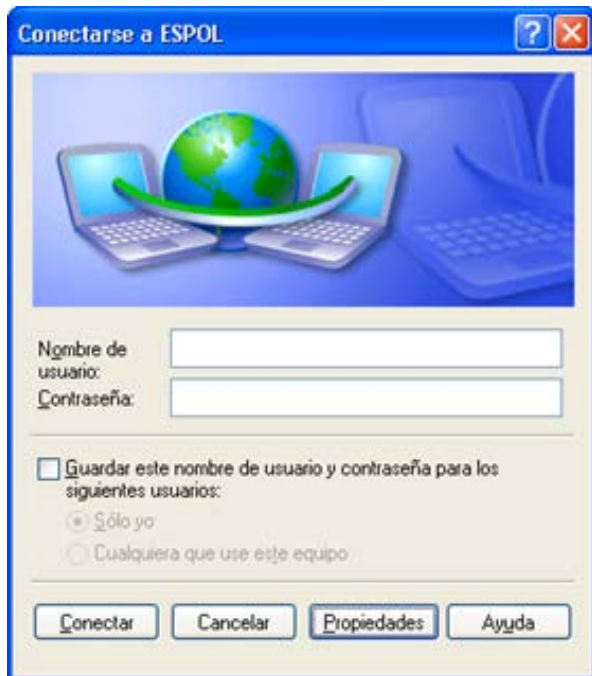 Conectarse a ESPOL
Nombre de
usuario:
Contraseña:
Guardar este nombre de usuario y contraseña para los
siguientes usuarios:
Sólo yo
Cualquiera que use este equipo
Conectar
Cancelar
Propiedades
Ayuda